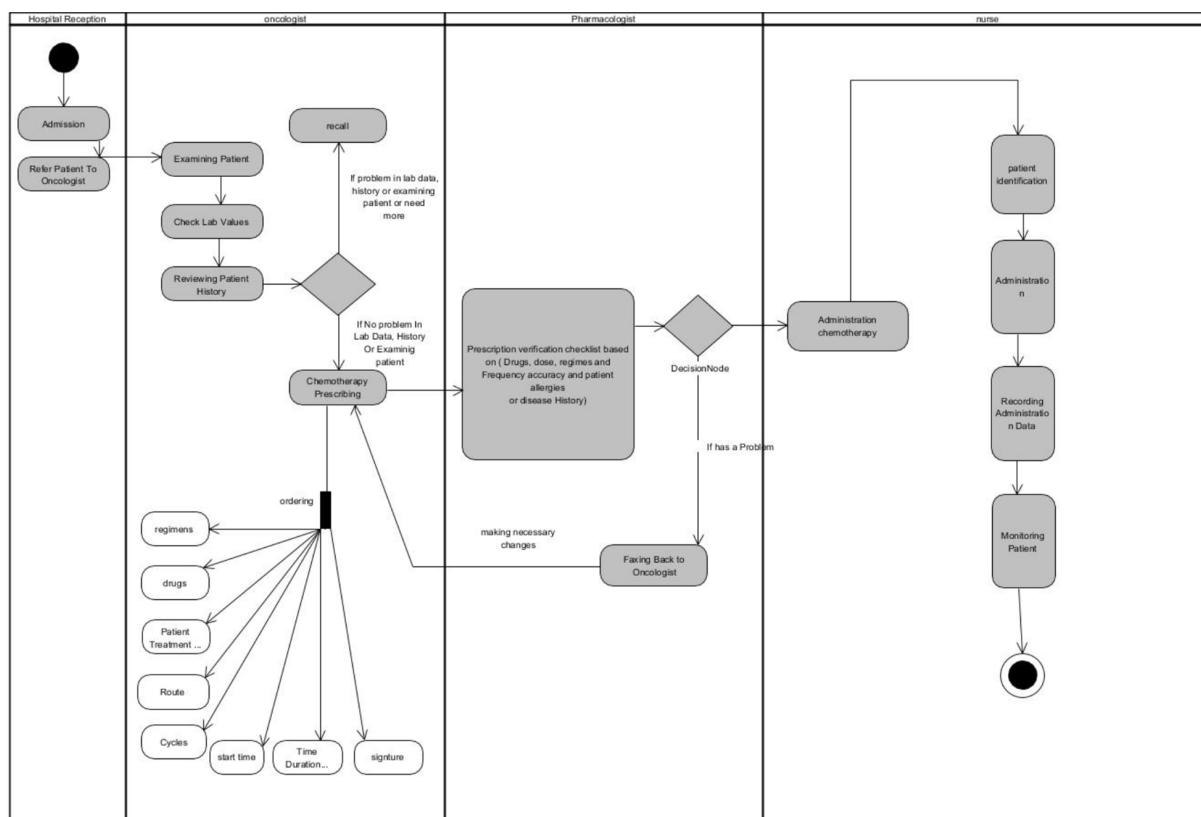 Hospital Reception
oncologist
Pharmacologist
nurse
Admission
Refer Patient To
Oncologist
Examining Patient
Check Lab Values
Reviewing Patient
History
recall
If problem in lab data,
history or examining
patient or need
more
If No problem In
Lab Data, History
Or Examinig
patient
Chemotherapy
Prescribing
ordering
regimens
drugs
Patient
Treatment ...
Route
Cycles
start time
Time
Duration...
signture
Prescription verification checklist based
on ( Drugs, dose, regimes and
Frequency accuracy and patient
allergies
or disease History)
DecisionNode
If has a Problem
making necessary
changes
Faxing Back to
Oncologist
Administration
chemotherapy
patient
identification
Administratio
n
Recording
Administratio
n Data
Monitoring
Patient